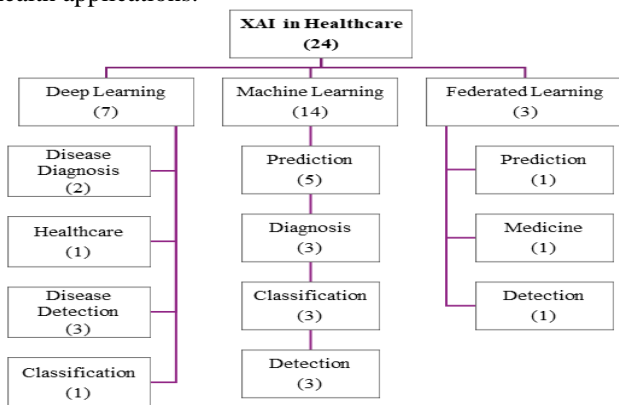 health applications.
XAI in Healthcare
(24)
Deep Learning
(7)
Machine Learning
(14)
Federated Learning
(3)
Disease
Diagnosis
(2)
Healthcare
(1)
Disease
Detection
(3)
Classification
(1)
Prediction
(5)
Diagnosis
(3)
Classification
(3)
Detection
(3)
Prediction
(1)
Medicine
(1)
Detection
(1)